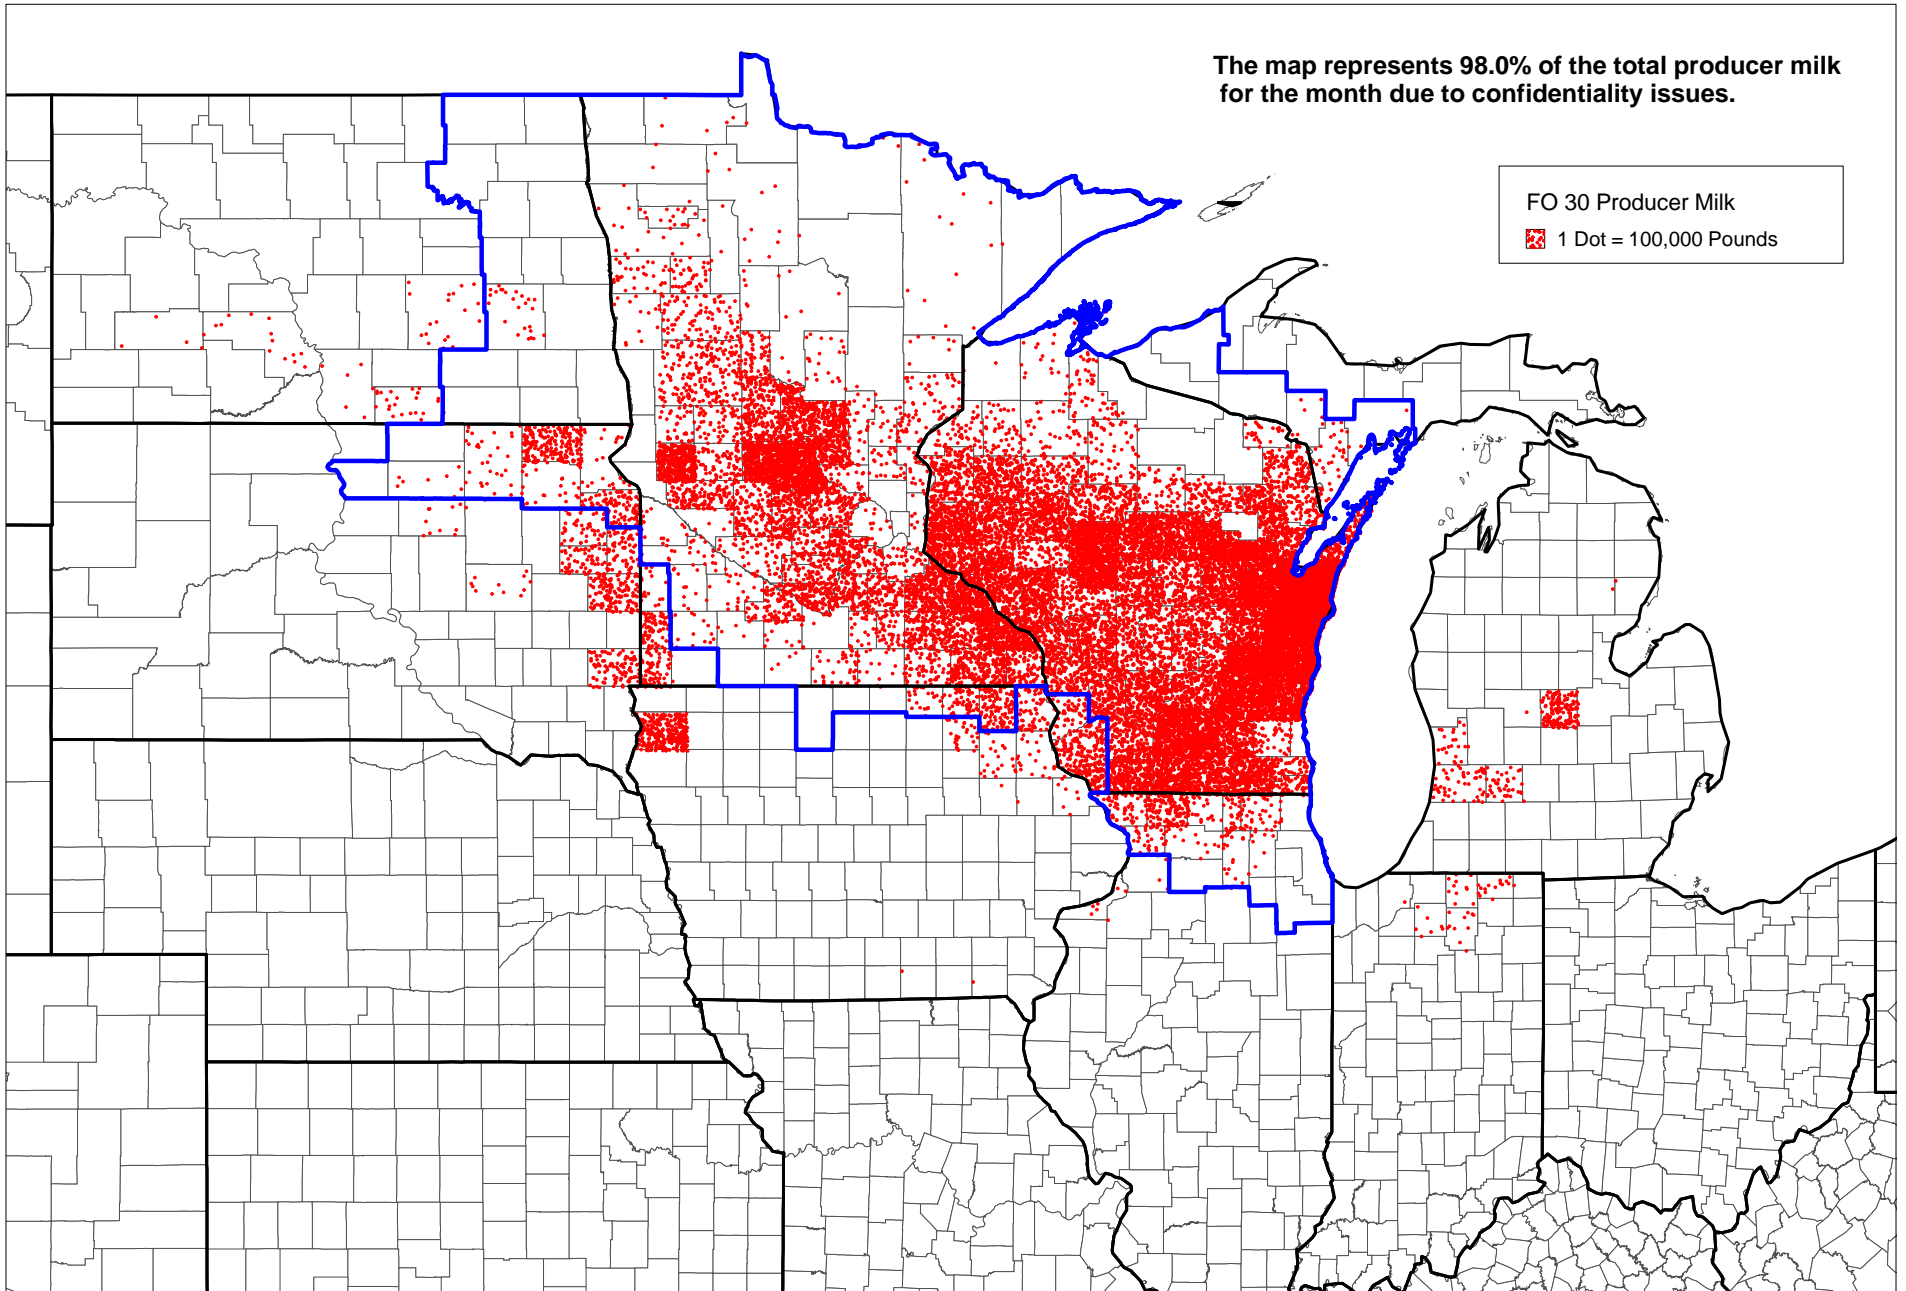 The map represents 98.0% of the total producer milk
for the month due to confidentiality issues.
FO 30 Producer Milk
1 Dot = 100,000 Pounds